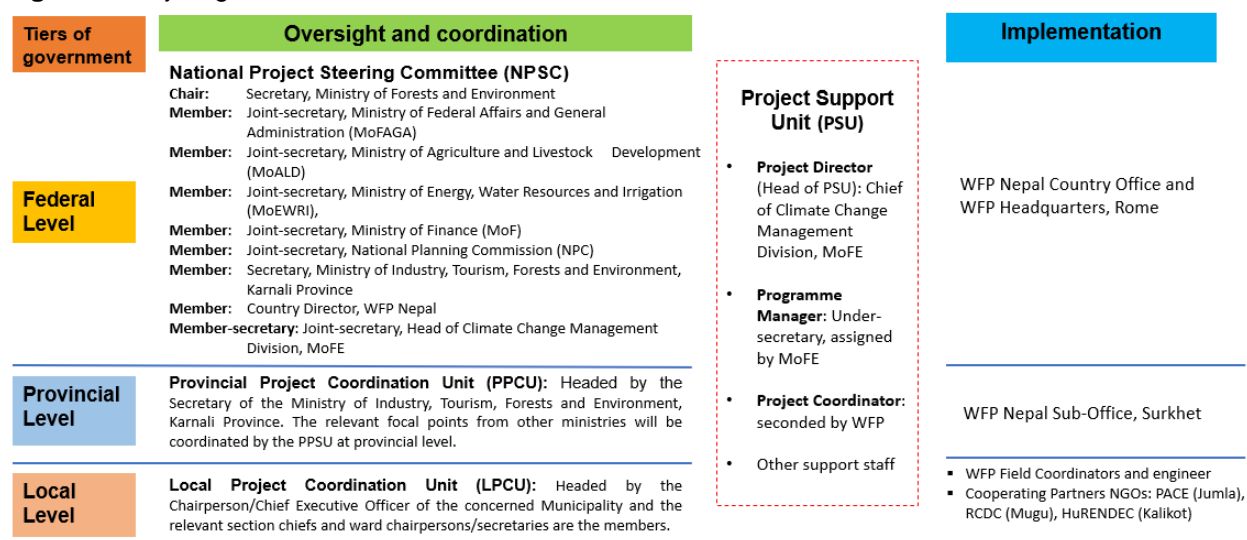 Tiers of
government
Oversight and coordination
Implementation
National Project Steering Committee (NPSC)
Chair: Secretary, Ministry of Forests and Environment
Member: Joint-secretary, Ministry of Federal Affairs and General
Administration (MoFAGA)
Member: Joint-secretary, Ministry of Agriculture and Livestock Development
(MoALD)
Member: Joint-secretary, Ministry of Energy, Water Resources and Irrigation
(MoEWRI),
Member: Joint-secretary, Ministry of Finance (MoF)
Member: Joint-secretary, National Planning Commission (NPC)
Member: Secretary, Ministry of Industry, Tourism, Forests and Environment,
Karnali Province
Member: Country Director, WFP Nepal
Member-secretary: Joint-secretary, Head of Climate Change Management
Division, MoFE
Federal
Level
Project Support
Unit (PSU)
• Project Director
(Head of PSU): Chief
of Climate Change
Management
Division, MoFE
• Programme
Manager: Under-
secretary, assigned
by MoFE
• Project Coordinator:
seconded by WFP
• Other support staff
WFP Nepal Country Office and
WFP Headquarters, Rome
Provincial
Level
Provincial Project Coordination Unit (PPCU): Headed by the
Secretary of the Ministry of Industry, Tourism, Forests and Environment,
Karnali Province. The relevant focal points from other ministries will be
coordinated by the PPSU at provincial level.
WFP Nepal Sub-Office, Surkhet
Local
Level
Local Project Coordination Unit (LPCU): Headed by the
Chairperson/Chief Executive Officer of the concerned Municipality and the
relevant section chiefs and ward chairpersons/secretaries are the members.
▪ WFP Field Coordinators and engineer
▪ Cooperating Partners NGOs: PACE (Jumla),
RCDC (Mugu), HuRENDEC (Kalikot)